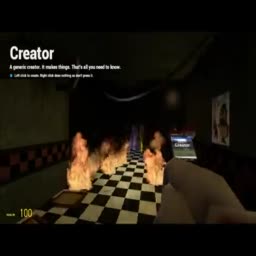 Creator
A generic creator. It makes things. That's all you need to know.
Left click to create. Right click does nothing so don't press it.
100